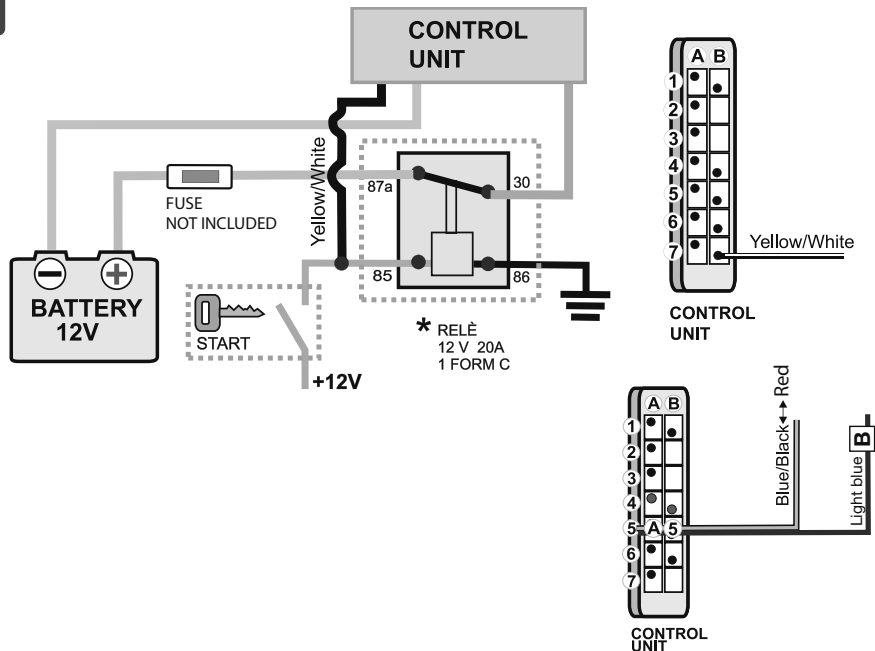 CONTROL
UNIT
Yellow/White
87a
30
85
86
FUSE
NOT INCLUDED
BATTERY
12V
START
+12V
* RELÈ
12 V 20A
1 FORM C
A B
1
2
3
4
5
6
7
Yellow/White
CONTROL
UNIT
A B
1
2
3
4
5 A 5
6
7
Blue/Black↔Red
Light blue
B
CONTROL
UNIT